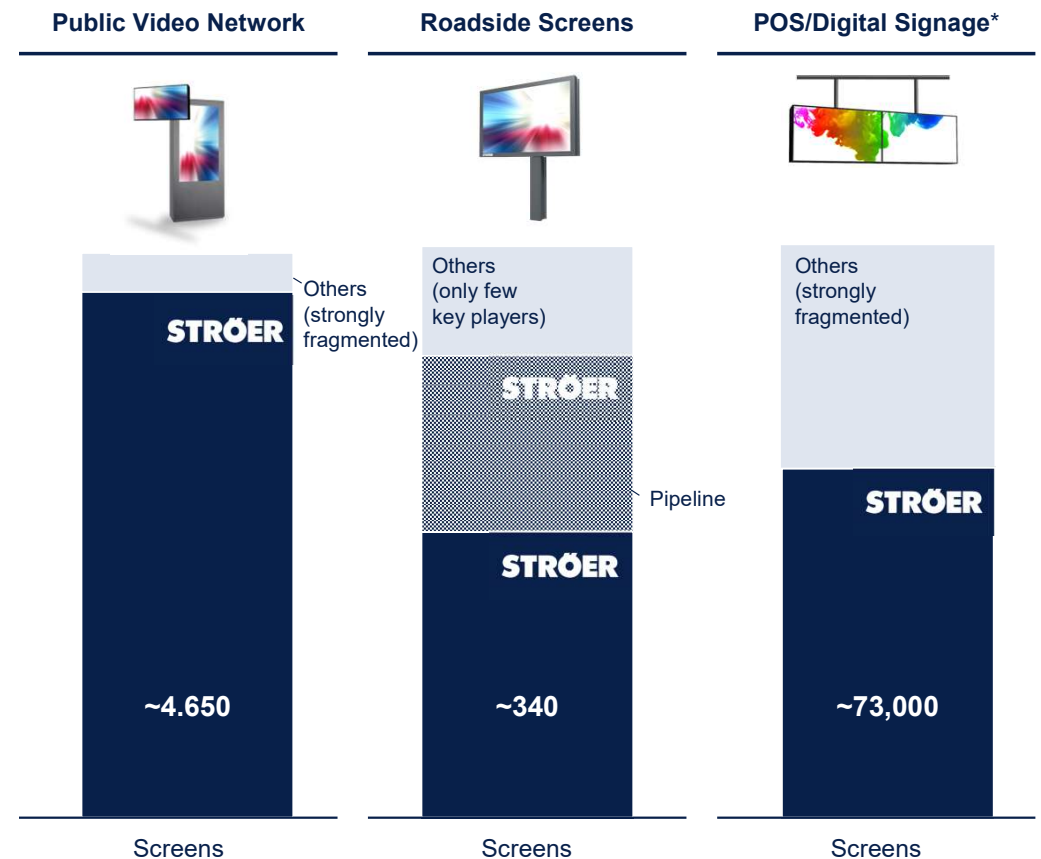 Public Video Network
Roadside Screens
POS/Digital Signage*
Others
(strongly
fragmented)
STRÖER
~4.650
Screens
Others
(only few
key players)
STRÖER
Pipeline
STRÖER
~340
Screens
Others
(strongly
fragmented)
STRÖER
~73,000
Screens